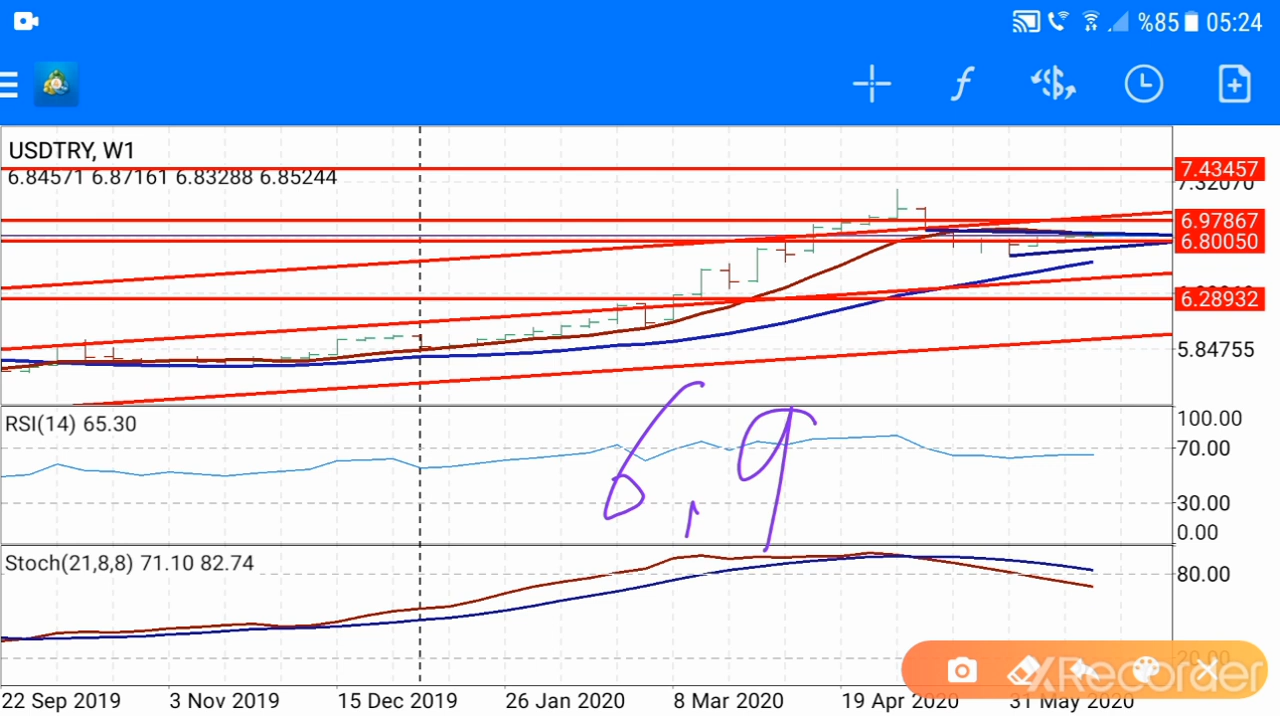 %85 05:24
USDTRY, W1
6.84571 6.87161 6.83288 6.85244
7.43457
7.32070
6.97867
6.80050
6.28932
5.84755
RSI(14) 65.30
100.00
70.00
30.00
0.00
6,9
Stoch(21,8,8) 71.10 82.74
80.00
20.00
XRecorder
22 Sep 2019 3 Nov 2019 15 Dec 2019 26 Jan 2020 8 Mar 2020 19 Apr 2020 31 May 2020